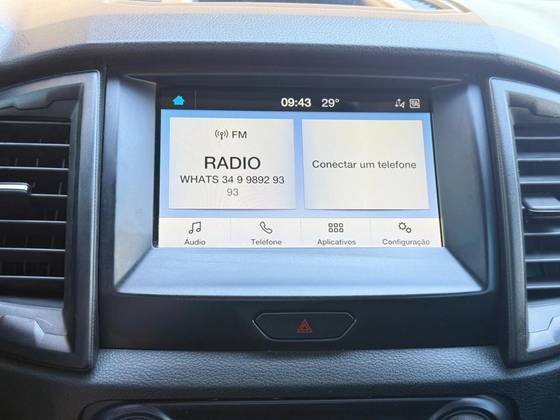 09:43 29°
FM
RADIO
WHATS 34 9 9892 93
93
Conectar um telefone
Áudio
Telefone
Aplicativos
Configuração